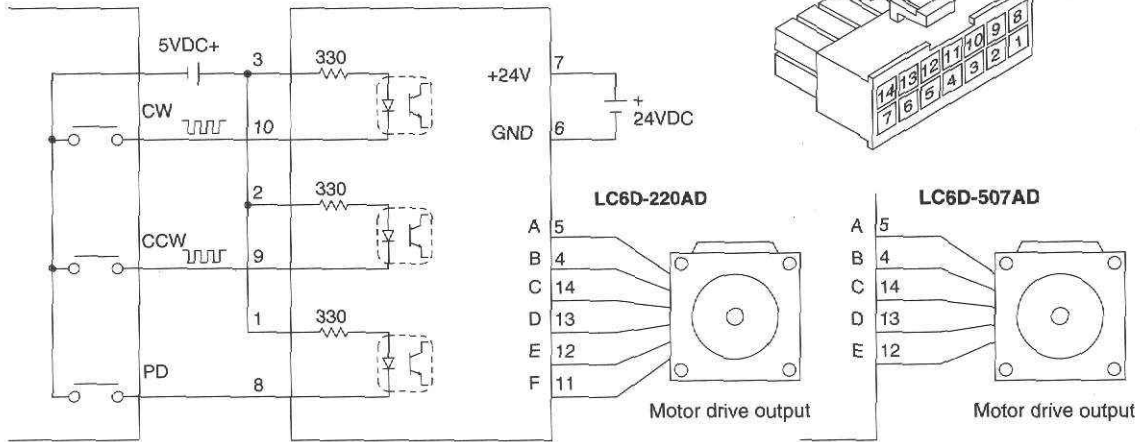 5VDC+
3
330
CW
10
2
330
CCW
9
1
330
PD
8
+24V
7
+
24VDC
GND
6
14 13 12 11 10 9 8
7 6 5 4 3 2 1
LC6D-220AD
A 5
B 4
C 14
D 13
E 12
F 11
Motor drive output
LC6D-507AD
A 5
B 4
C 14
D 13
E 12
Motor drive output